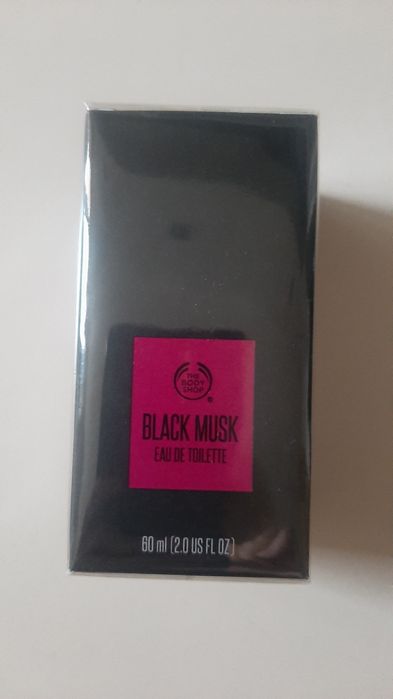 THE
BODY
SHOP
®
BLACK MUSK
EAU DE TOILETTE
60 ml (2.0 US FL OZ)